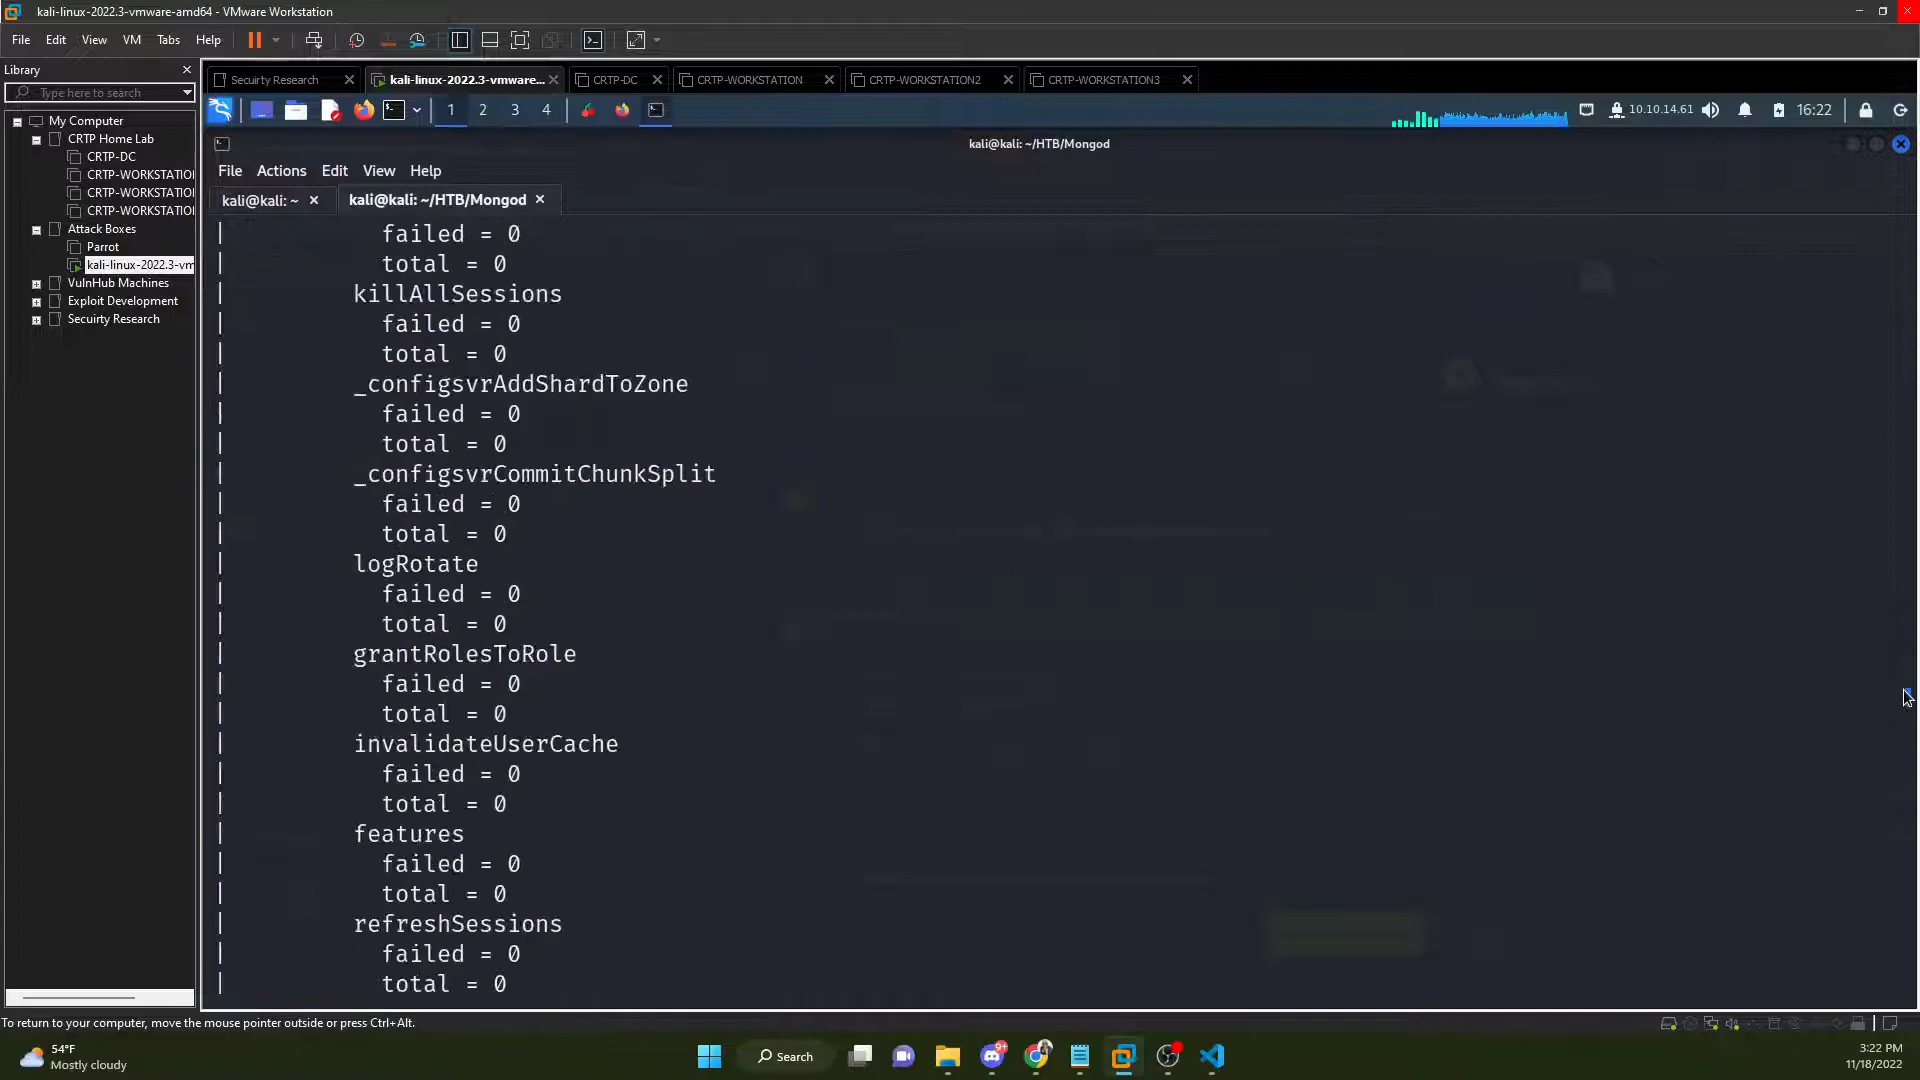 kali-linux-2022.3-vmware-amd64 - VMware Workstation
File Edit View VM Tabs Help
Library
Type here to search
My Computer
CRTP Home Lab
CRTP-DC
CRTP-WORKSTATIO
CRTP-WORKSTATIO
CRTP-WORKSTATIO
Attack Boxes
Parrot
kali-linux-2022.3-vm
VulnHub Machines
Exploit Development
Secuirty Research
Secuirty Research kali-linux-2022.3-vmware... CRTP-DC CRTP-WORKSTATION CRTP-WORKSTATION2 CRTP-WORKSTATION3
1 2 3 4 10.10.14.61 16:22
kali@kali: ~/HTB/Mongod
File Actions Edit View Help
kali@kali: ~ kali@kali: ~/HTB/Mongod
| failed = 0
| total = 0
| killAllSessions
| failed = 0
| total = 0
| _configsvrAddShardToZone
| failed = 0
| total = 0
| _configsvrCommitChunkSplit
| failed = 0
| total = 0
| logRotate
| failed = 0
| total = 0
| grantRolesToRole
| failed = 0
| total = 0
| invalidateUserCache
| failed = 0
| total = 0
| features
| failed = 0
| total = 0
| refreshSessions
| failed = 0
| total = 0
To return to your computer, move the mouse pointer outside or press Ctrl+Alt.
54°F
Mostly cloudy
Search
9+
3:22 PM
11/18/2022